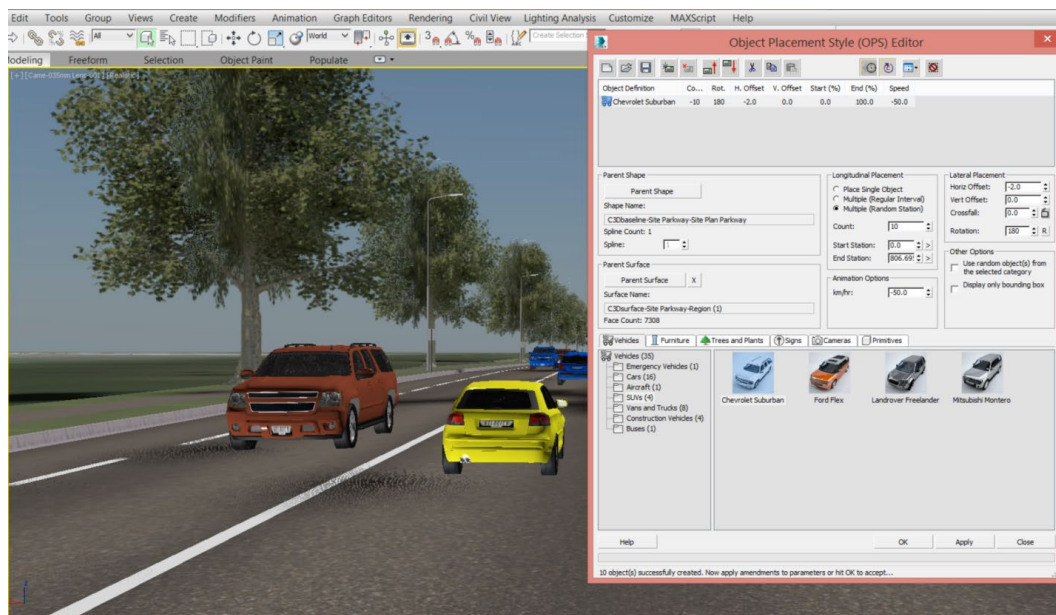 Edit Tools Group Views Create Modifiers Animation Graph Editors Rendering Civil View Lighting Analysis Customize MAXScript Help
All World 3 Create Selection
Modeling Freeform Selection Object Paint Populate
Object Placement Style (OPS) Editor
Object Definition Co... Rot. H. Offset V. Offset Start (%) End (%) Speed
Chevrolet Suburban -10 180 -2.0 0.0 0.0 100.0 -50.0
Parent Shape
Parent Shape
Shape Name:
C3Dbaseline-Site Parkway-Site Plan Parkway
Spline Count: 1
Spline: 1
Parent Surface
Parent Surface X
Surface Name:
C3Dsurface-Site Parkway-Region (1)
Face Count: 7308
Longitudinal Placement
Place Single Object
Multiple (Regular Interval)
Multiple (Random Station)
Count: 10
Start Station: 0.0 >
End Station: 806.69 >
Animation Options
km/hr: -50.0
Lateral Placement
Horiz Offset: -2.0
Vert Offset: 0.0
Crossfall: 0.0
Rotation: 180 R
Other Options
Use random object(s) from
the selected category
Display only bounding box
Vehicles Furniture Trees and Plants Signs Cameras Primitives
Vehicles (35)
Emergency Vehicles (1)
Cars (16)
Aircraft (1)
SUVs (4)
Vans and Trucks (8)
Construction Vehicles (4)
Buses (1)
Chevrolet Suburban Ford Flex Landrover Freelander Mitsubishi Montero
Help OK Apply Close
10 object(s) successfully created. Now apply amendments to parameters or hit OK to accept...